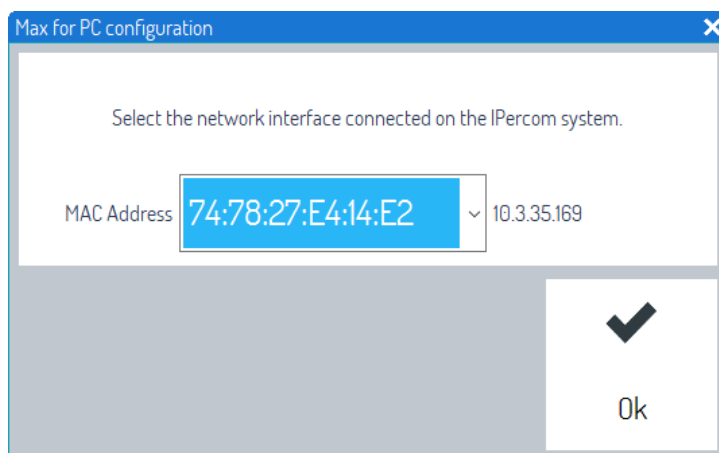 Max for PC configuration
Select the network interface connected on the IPercom system.
MAC Address 74:78:27:E4:14:E2 10.3.35.169
Ok